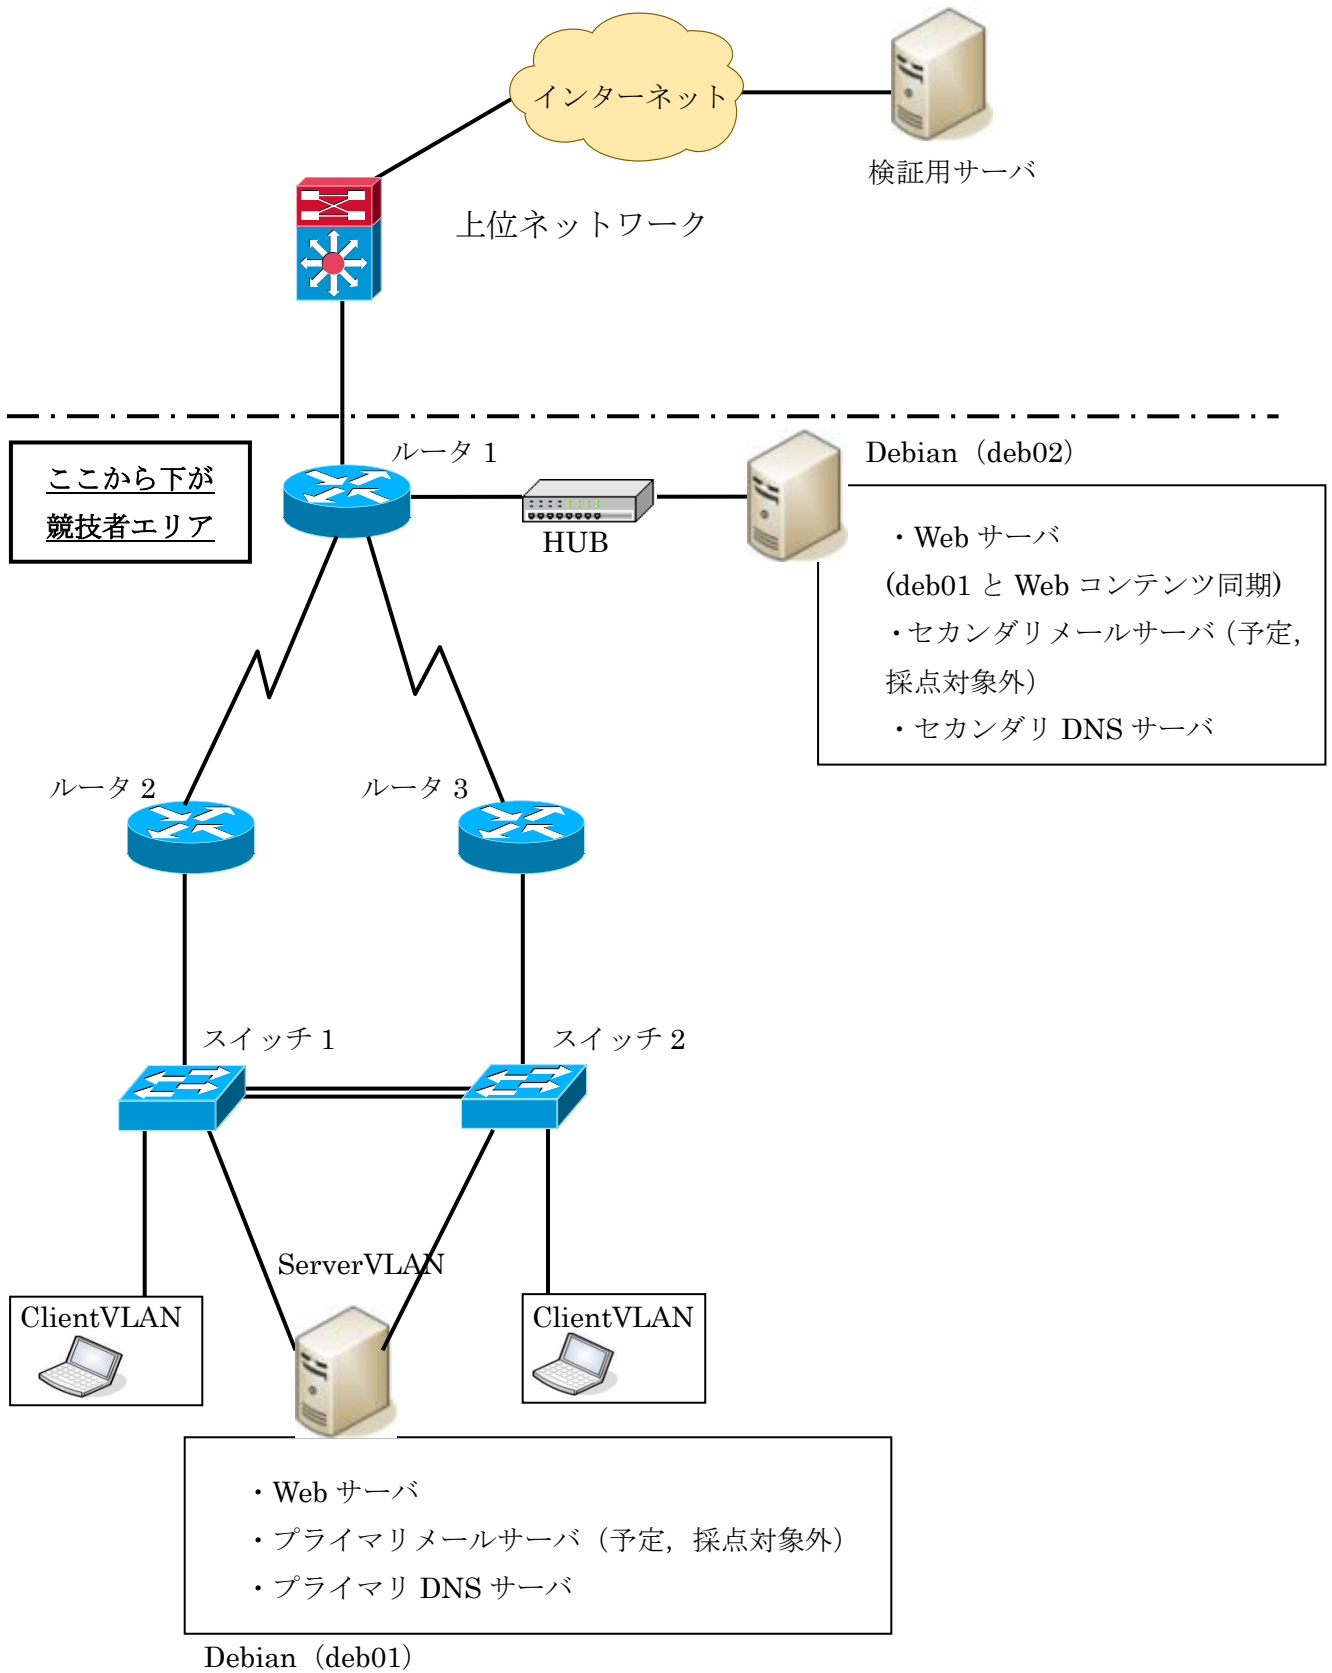 インターネット
検証用サーバ
上位ネットワーク
ルータ 1
Debian（deb02）
ここから下が
競技者エリア
HUB
・Web サーバ
(deb01 と Web コンテンツ同期)
・セカンダリメールサーバ（予定，
採点対象外）
・セカンダリ DNS サーバ
ルータ 2
ルータ 3
スイッチ 1
スイッチ 2
ServerVLAN
ClientVLAN
ClientVLAN
・Web サーバ
・プライマリメールサーバ（予定，採点対象外）
・プライマリ DNS サーバ
Debian（deb01）